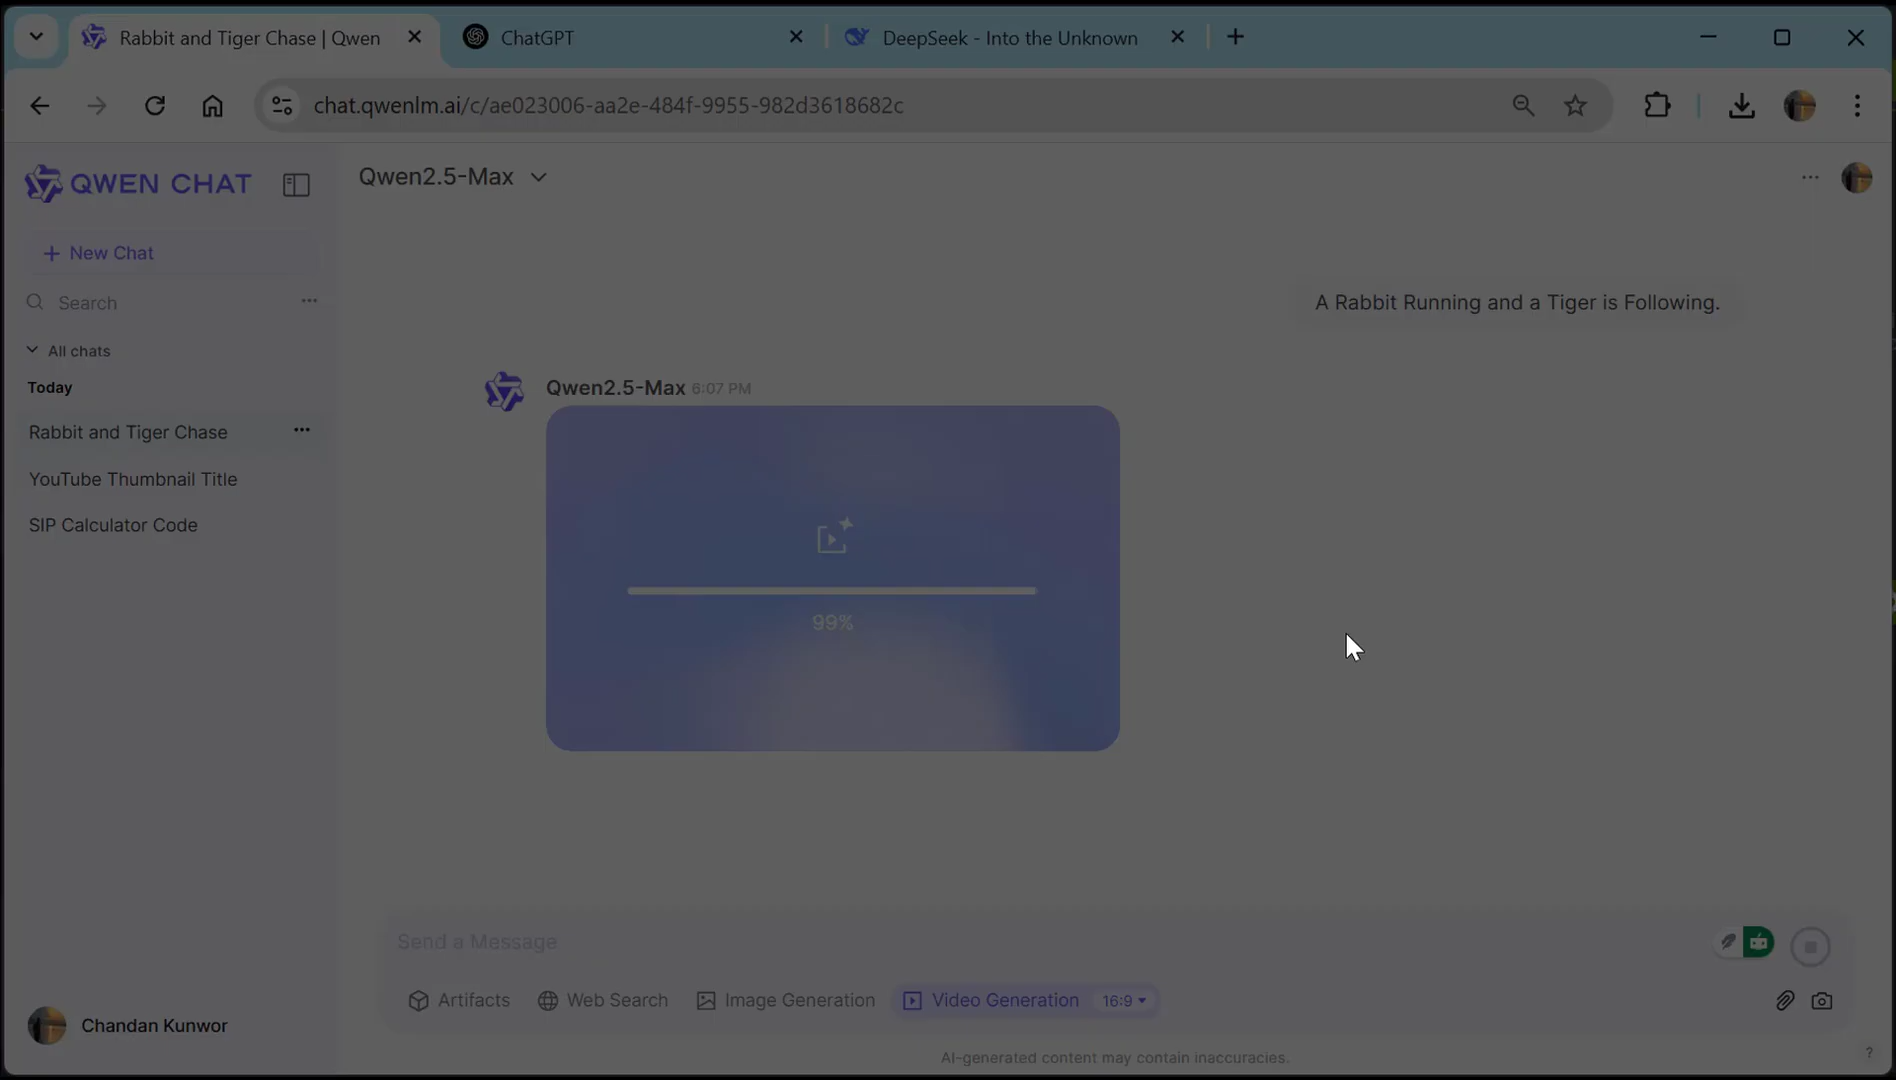 Rabbit and Tiger Chase | Qwen
ChatGPT
DeepSeek - Into the Unknown
chat.qwenlm.ai/c/ae023006-aa2e-484f-9955-982d3618682c
QWEN CHAT
Qwen2.5-Max
+ New Chat
Search
All chats
Today
Rabbit and Tiger Chase
YouTube Thumbnail Title
SIP Calculator Code
A Rabbit Running and a Tiger is Following.
Qwen2.5-Max 6:07 PM
99%
Send a Message
Artifacts
Web Search
Image Generation
Video Generation
16:9
Chandan Kunwor
AI-generated content may contain inaccuracies.
?